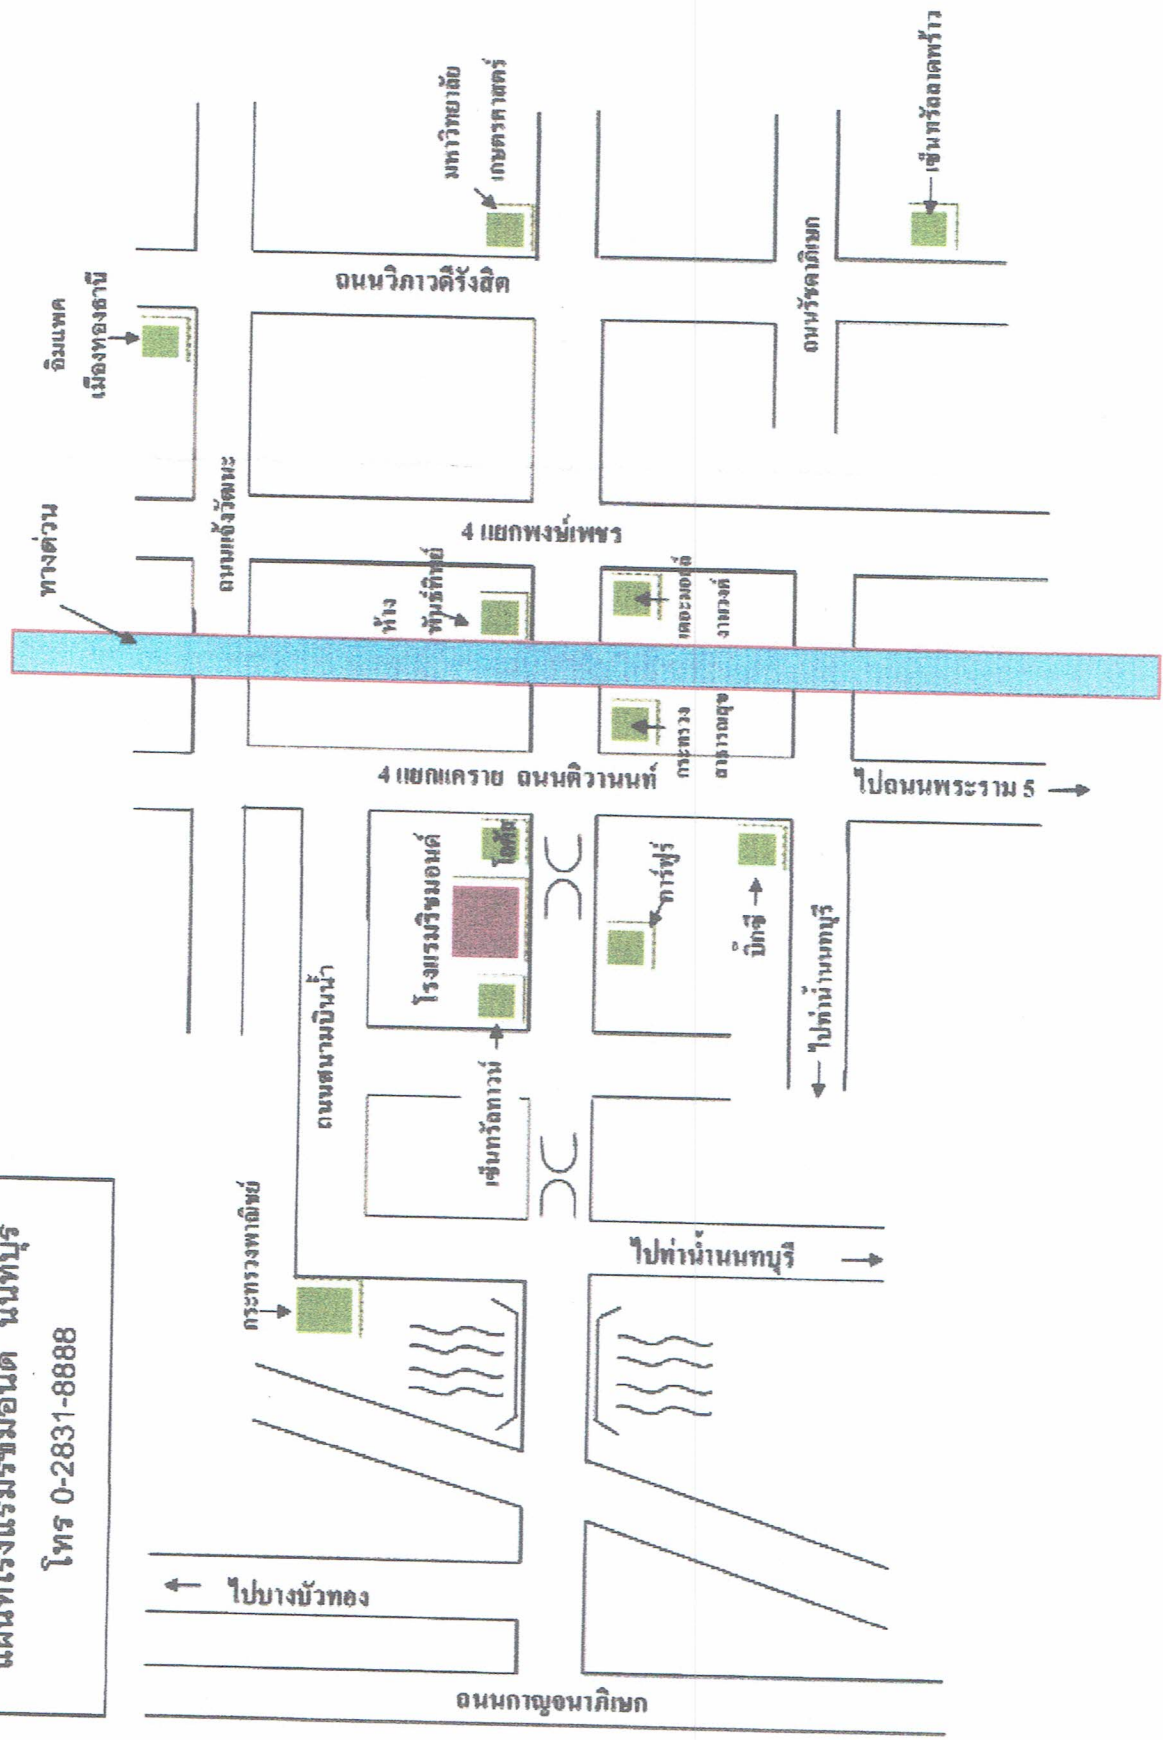 แผนที่โรงแรมริชมอนด์ นนทบุรี
โทร 0-2831-8888
ทางด่วน
อิมแพค
เมืองทองธานี
ถนนแจ้งวัฒนะ
มหาวิทยาลัย
เกษตรศาสตร์
ถนนวิภาวดีรังสิต
4 แยกพงษ์เพชร
ห้าง
พันธ์ทิพย์
เดอะมอลล์
งามวงศ์
กระทรวง
สาธารณสุข
ถนนรัชดาภิเษก
เซ็นทรัลลาดพร้าว
4 แยกแคราย ถนนติวานนท์
ไปถนนพระราม 5
โรงแรมริชมอนด์
โลตัส
คาร์ฟูร์
บิ๊กซี
ไปท่าน้ำนนทบุรี
ถนนสนามบินน้ำ
เซ็นทรัลทาวน์
กระทรวงพาณิชย์
ไปท่าน้ำนนทบุรี
ไปบางบัวทอง
ถนนกาญจนาภิเษก